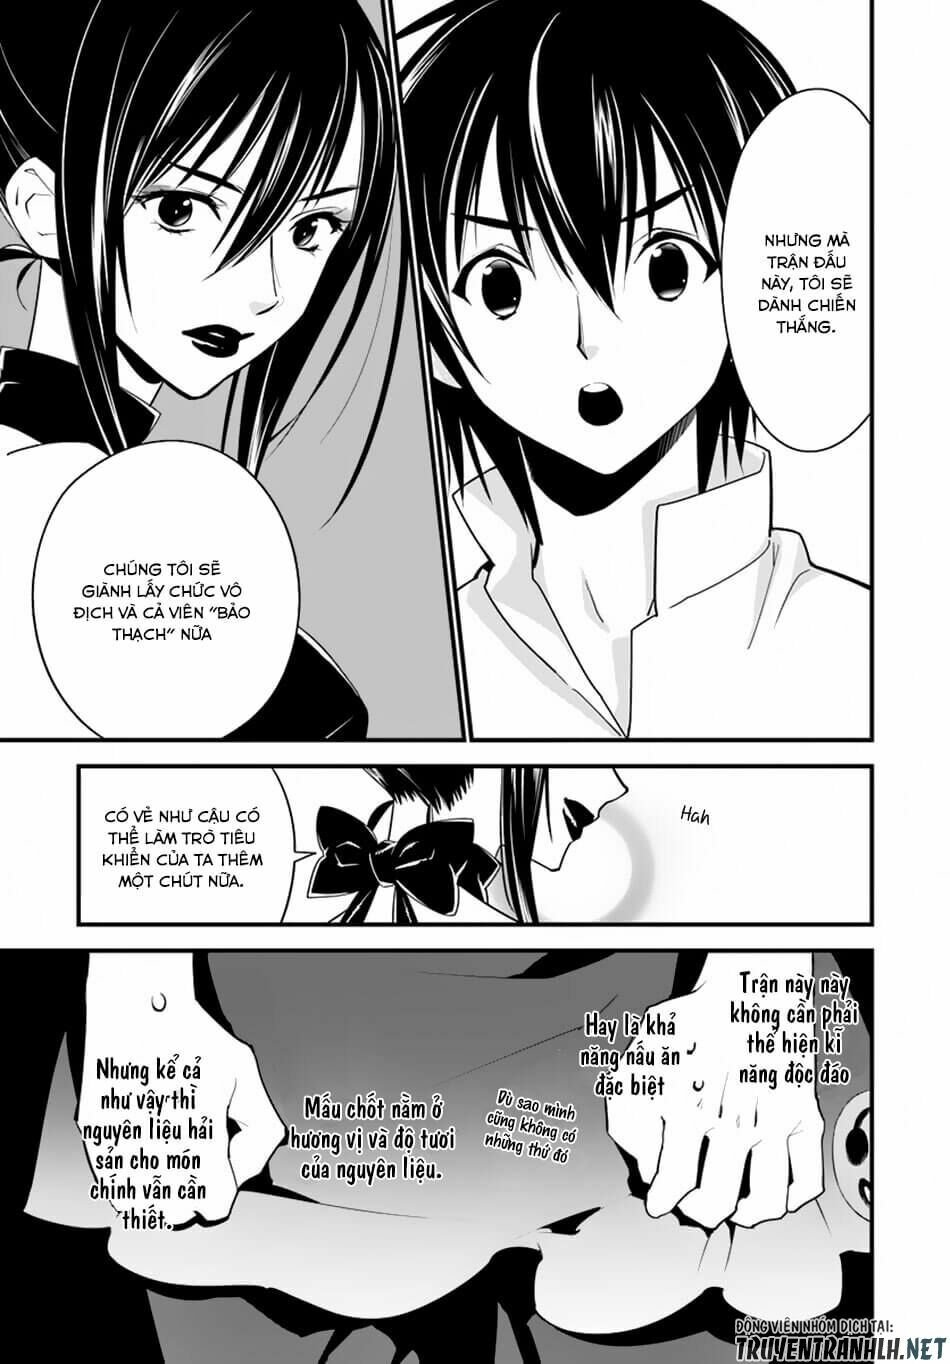 NHƯNG MÀ
TRẬN ĐẤU
NÀY, TÔI SẼ
DÀNH CHIẾN
THẮNG.
CHÚNG TÔI SẼ
GIÀNH LẤY CHỨC VÔ
ĐỊCH VÀ CẢ VIÊN "BẢO
THẠCH" NỮA
Hah
CÓ VẺ NHƯ CẬU CÓ
THỂ LÀM TRÒ TIÊU
KHIỂN CỦA TA THÊM
MỘT CHÚT NỮA.
Trận này này
không cần phải
thể hiện kĩ
năng độc đáo
Hay là khả
năng nấu ăn
đặc biệt
Dù sao mình
cũng không có
những thứ đó
Mấu chốt nằm ở
hương vị và độ tươi
của nguyên liệu.
Nhưng kể cả
như vậy thì
nguyên liệu hải
sản cho món
chính vẫn cần
thiết.
ĐỘNG VIÊN NHÓM DỊCH TẠI:
TRUYENTRANHLH.NET